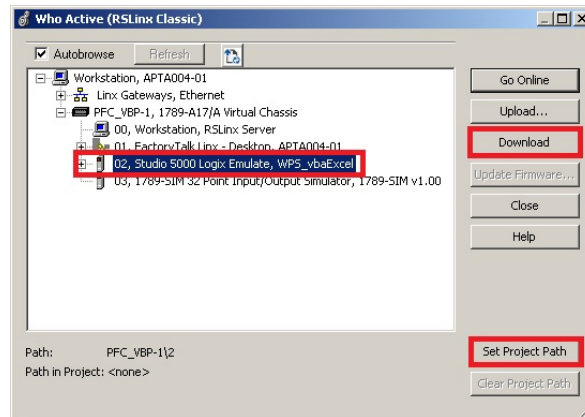 Who Active (RSLinx Classic)
Autobrowse Refresh
Workstation, APTA004-01
Linx Gateways, Ethernet
PFC_VBP-1, 1789-A17/A Virtual Chassis
00, Workstation, RSLinx Server
01, FactoryTalk Linx - Desktop, APTA004-01
02, Studio 5000 Logix Emulate, WPS_vbaExcel
03, 1789-SIM 32 Point Input/Output Simulator, 1789-SIM v1.00
Go Online
Upload...
Download
Update Firmware...
Close
Help
Path: PFC_VBP-1\2
Path in Project: <none>
Set Project Path
Clear Project Path